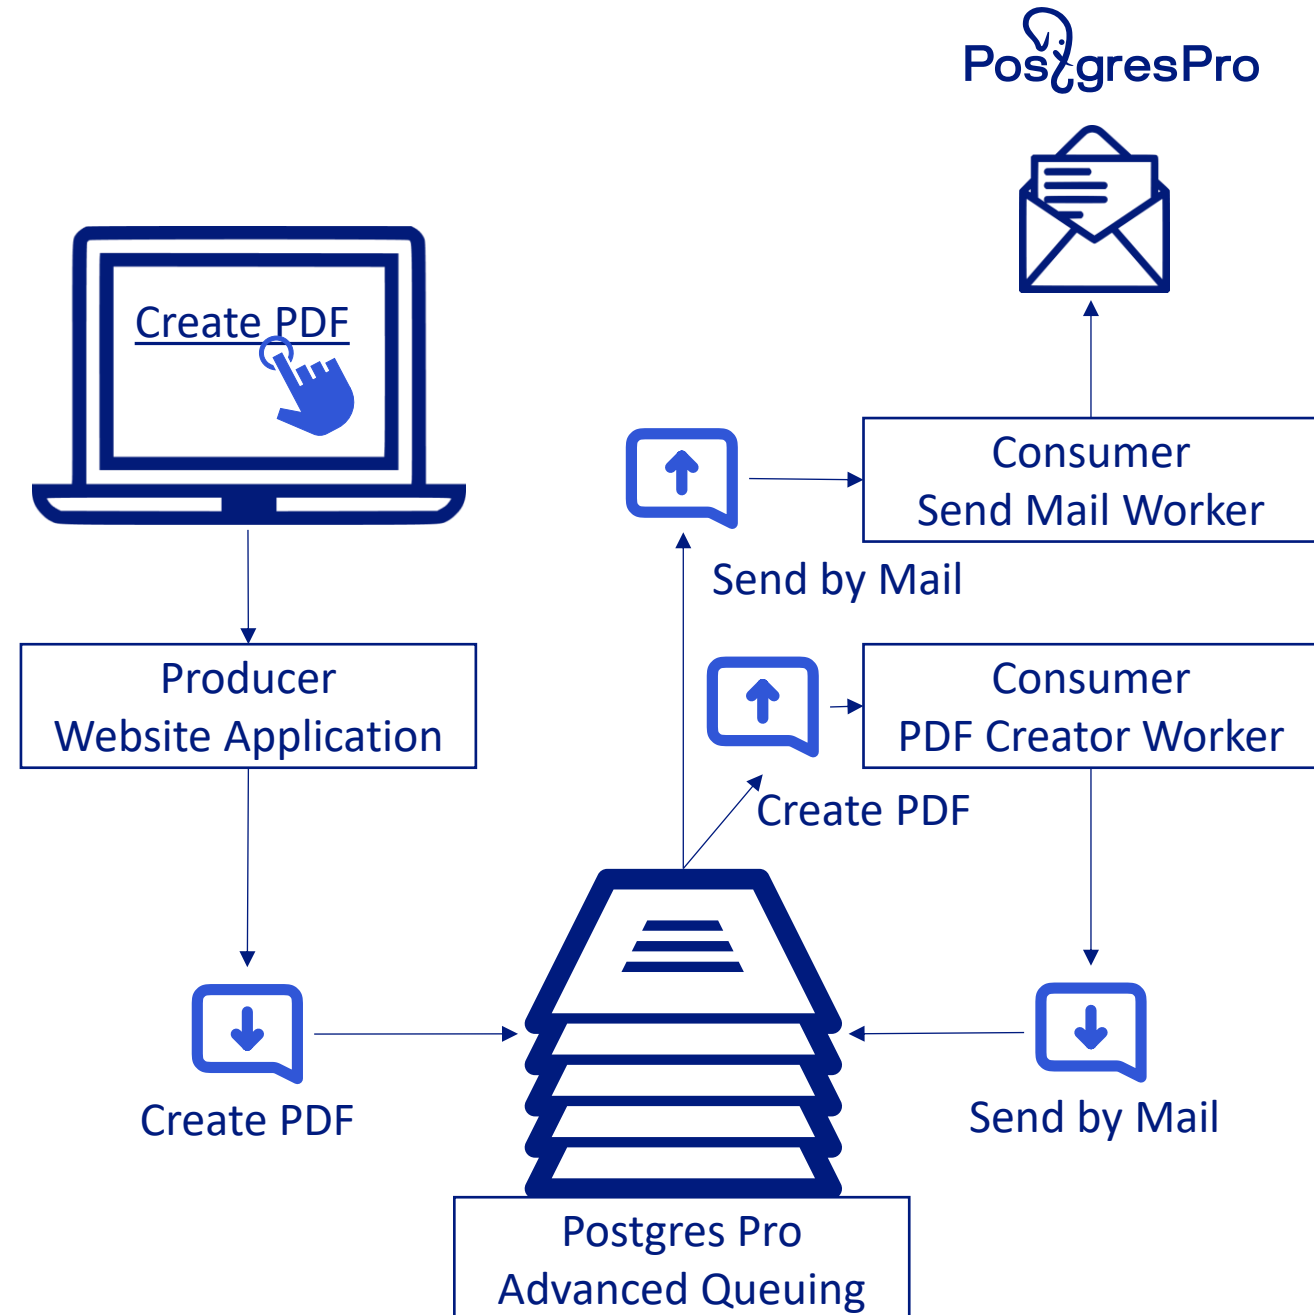 PostgresPro
Create PDF
Consumer
Send Mail Worker
Send by Mail
Producer
Website Application
Consumer
PDF Creator Worker
Create PDF
Create PDF
Send by Mail
Postgres Pro
Advanced Queuing